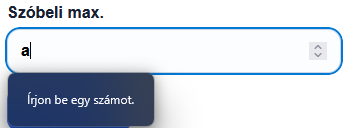 Szóbeli max.
a
Írjon be egy számot.